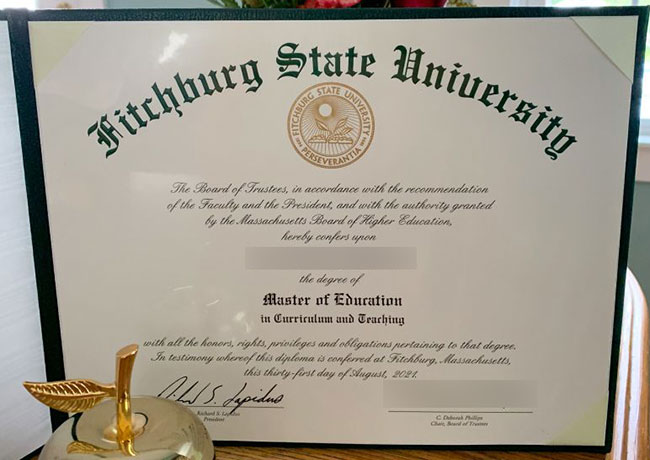 Fitchburg State University
FITCHBURG STATE UNIVERSITY
1894
PERSEVERANTIA
The Board of Trustees, in accordance with the recommendation
of the Faculty and the President, and with the authority granted
by the Massachusetts Board of Higher Education,
hereby confers upon
the degree of
Master of Education
in Curriculum and Teaching
with all the honors, rights, privileges and obligations pertaining to that degree.
In testimony whereof this diploma is conferred at Fitchburg, Massachusetts,
this thirty-first day of August, 2021.
Richard S. Lapidus
Richard S. Lapidus
President
C. Deborah Phillips
Chair, Board of Trustees